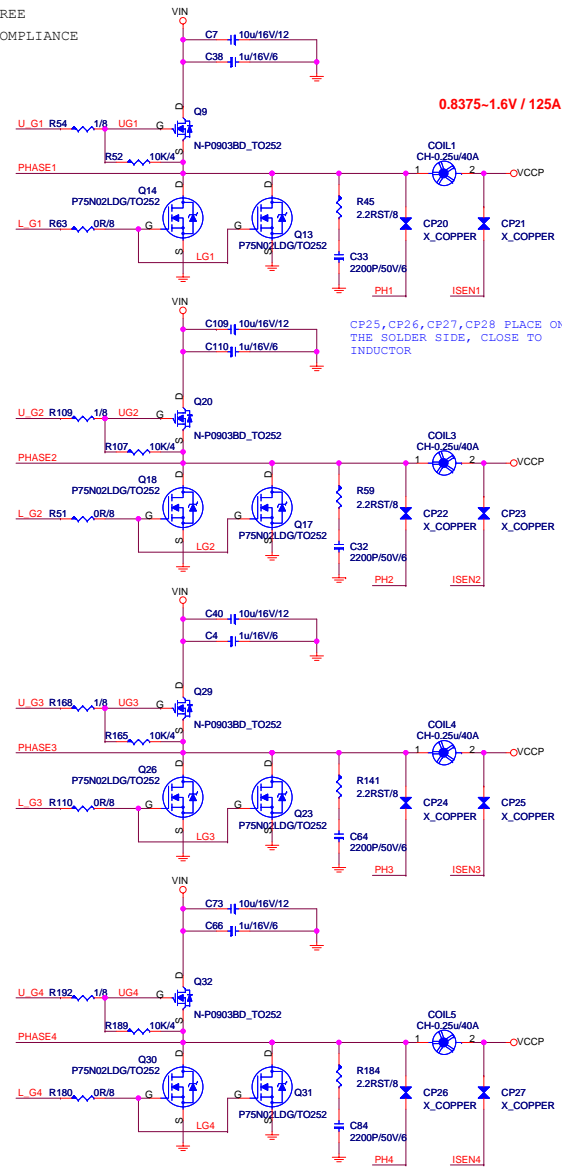 REE
OMPLIANCE
VIN
C7 10u/16V/12
C38 1u/16V/6
0.8375~1.6V / 125A
D
Q9
U_G1 R54 1/8 UG1 G
N-P0903BD_TO252
R52 10K/4 S
COIL1
CH-0.25u/40A
PHASE1 1 2 VCCP
Q14 D D
P75N02LDG/TO252
R45
2.2RST/8
L_G1 R63 0R/8 G G
CP20
X_COPPER
CP21
X_COPPER
Q13
P75N02LDG/TO252
S S
LG1
C33
2200P/50V/6
PH1 ISEN1
VIN
C109 10u/16V/12
C110 1u/16V/6
CP25,CP26,CP27,CP28 PLACE ON
THE SOLDER SIDE, CLOSE TO
INDUCTOR
D
Q20
U_G2 R109 1/8 UG2 G
N-P0903BD_TO252
R107 10K/4 S
COIL3
CH-0.25u/40A
PHASE2 1 2 VCCP
Q18 D D
P75N02LDG/TO252
R59
2.2RST/8
L_G2 R51 0R/8 G G
CP22
X_COPPER
CP23
X_COPPER
Q17
P75N02LDG/TO252
S S
LG2
C32
2200P/50V/6
PH2 ISEN2
VIN
C40 10u/16V/12
C4 1u/16V/6
D
Q29
U_G3 R168 1/8 UG3 G
N-P0903BD_TO252
R165 10K/4 S
COIL4
CH-0.25u/40A
PHASE3 1 2 VCCP
Q26 D D
P75N02LDG/TO252
R141
2.2RST/8
L_G3 R110 0R/8 G G
CP24
X_COPPER
CP25
X_COPPER
Q23
P75N02LDG/TO252
S S
LG3
C64
2200P/50V/6
PH3 ISEN3
VIN
C73 10u/16V/12
C66 1u/16V/6
D
Q32
U_G4 R192 1/8 UG4 G
N-P0903BD_TO252
R189 10K/4 S
COIL5
CH-0.25u/40A
PHASE4 1 2 VCCP
Q30 D D
P75N02LDG/TO252
R184
2.2RST/8
L_G4 R180 0R/8 G G
Q31
CP26
X_COPPER
CP27
X_COPPER
P75N02LDG/TO252
S S
LG4
C84
2200P/50V/6
PH4 ISEN4